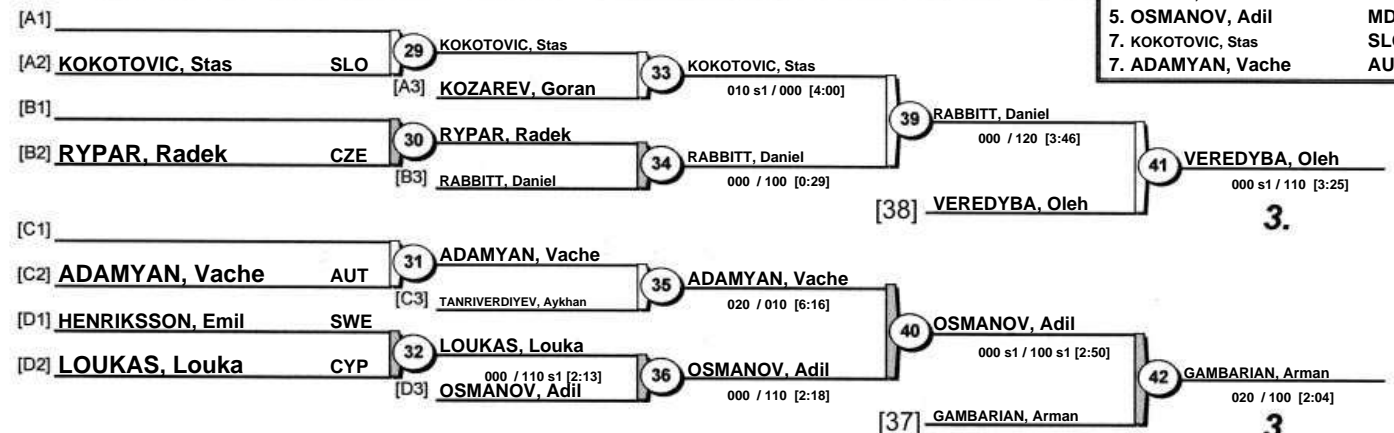 5. OSMANOV, Adil MD
7. KOKOTOVIC, Stas SLO
7. ADAMYAN, Vache AU
[A1]
[A2] KOKOTOVIC, Stas SLO
29
KOKOTOVIC, Stas
[A3] KOZAREV, Goran
33
KOKOTOVIC, Stas
010 s1 / 000 [4:00]
[B1]
[B2] RYPAR, Radek CZE
30
RYPAR, Radek
[B3] RABBITT, Daniel
34
RABBITT, Daniel
000 / 100 [0:29]
39
RABBITT, Daniel
000 / 120 [3:46]
[38] VEREDYBA, Oleh
41
VEREDYBA, Oleh
000 s1 / 110 [3:25]
3.
[C1]
[C2] ADAMYAN, Vache AUT
31
ADAMYAN, Vache
[C3] TANRIVERDIYEV, Aykhan
35
ADAMYAN, Vache
020 / 010 [6:16]
[D1] HENRIKSSON, Emil SWE
[D2] LOUKAS, Louka CYP
32
LOUKAS, Louka
000 / 110 s1 [2:13]
[D3] OSMANOV, Adil
36
OSMANOV, Adil
000 / 110 [2:18]
40
OSMANOV, Adil
000 s1 / 100 s1 [2:50]
[37] GAMBARIAN, Arman
42
GAMBARIAN, Arman
020 / 100 [2:04]
3